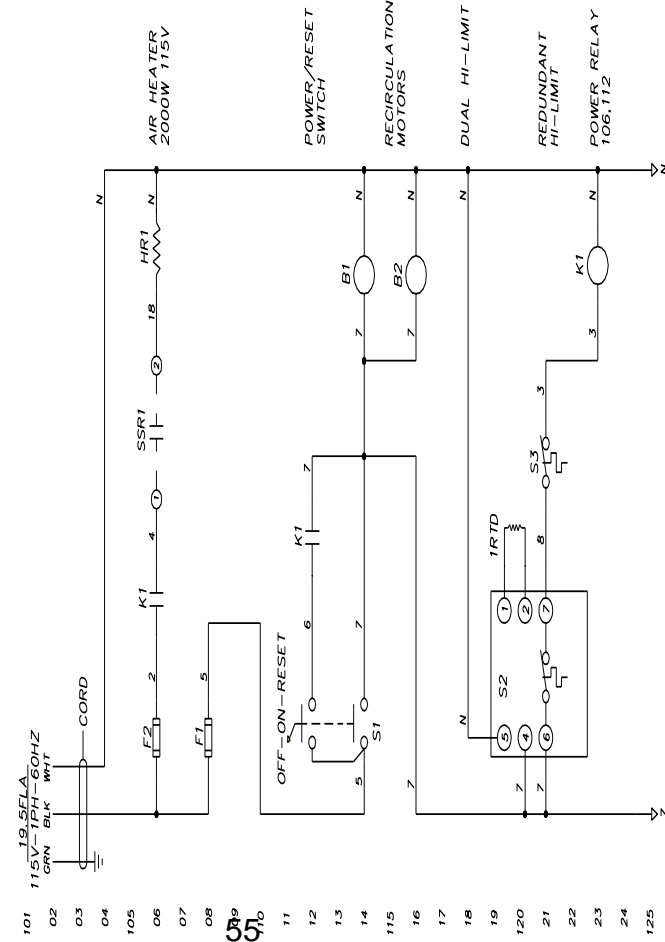 19.5FLA
115V-1PH-60HZ
GRN BLK WHT
CORD
101
02
03
04
105
06
07
08
09
10
11
12
13
14
115
16
17
18
19
120
21
22
23
24
125
55
N
AIR HEATER
2000W 115V
F2 2 K1 4 1 SSR1 2 18 HR1 N
F1 5
OFF-ON-RESET
POWER/RESET
SWITCH
6 K1 7
5 S1 7 7 B1 N
RECIRCULATION
MOTORS
7 7 B2 N
DUAL HI-LIMIT
N N
S2
5 1 1RTD
7 4 2
REDUNDANT
HI-LIMIT
7 6 7 8 S3 3
POWER RELAY
106,112
3 K1 N